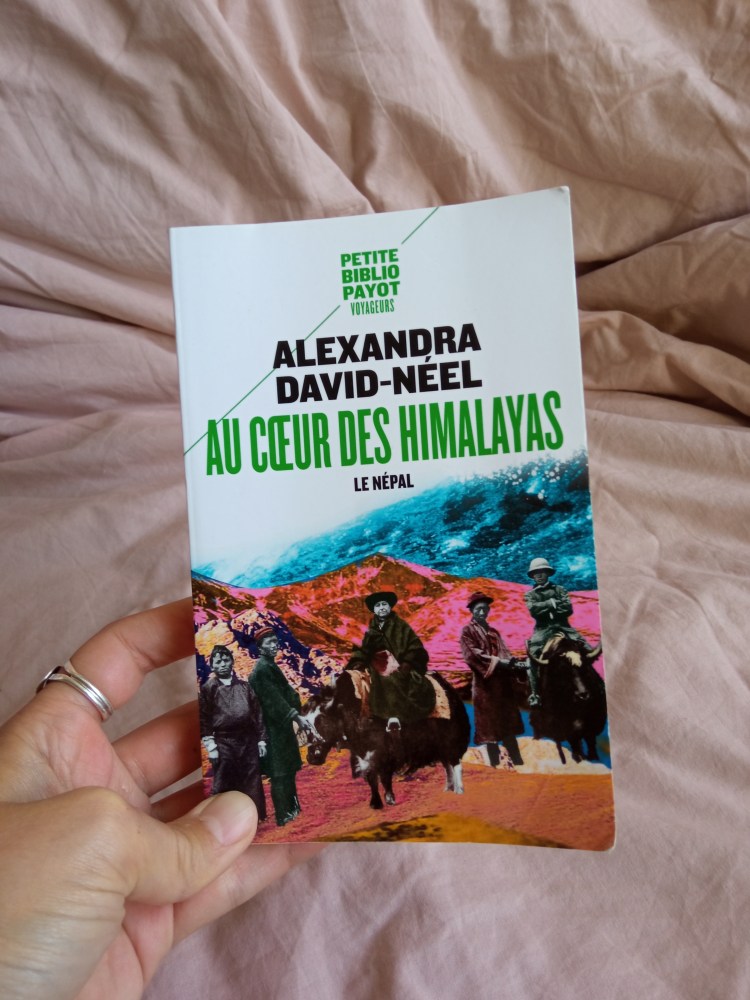 PETITE
BIBLIO
PAYOT
VOYAGEURS
ALEXANDRA
DAVID-NÉEL
AU CŒUR DES HIMALAYAS
LE NÉPAL